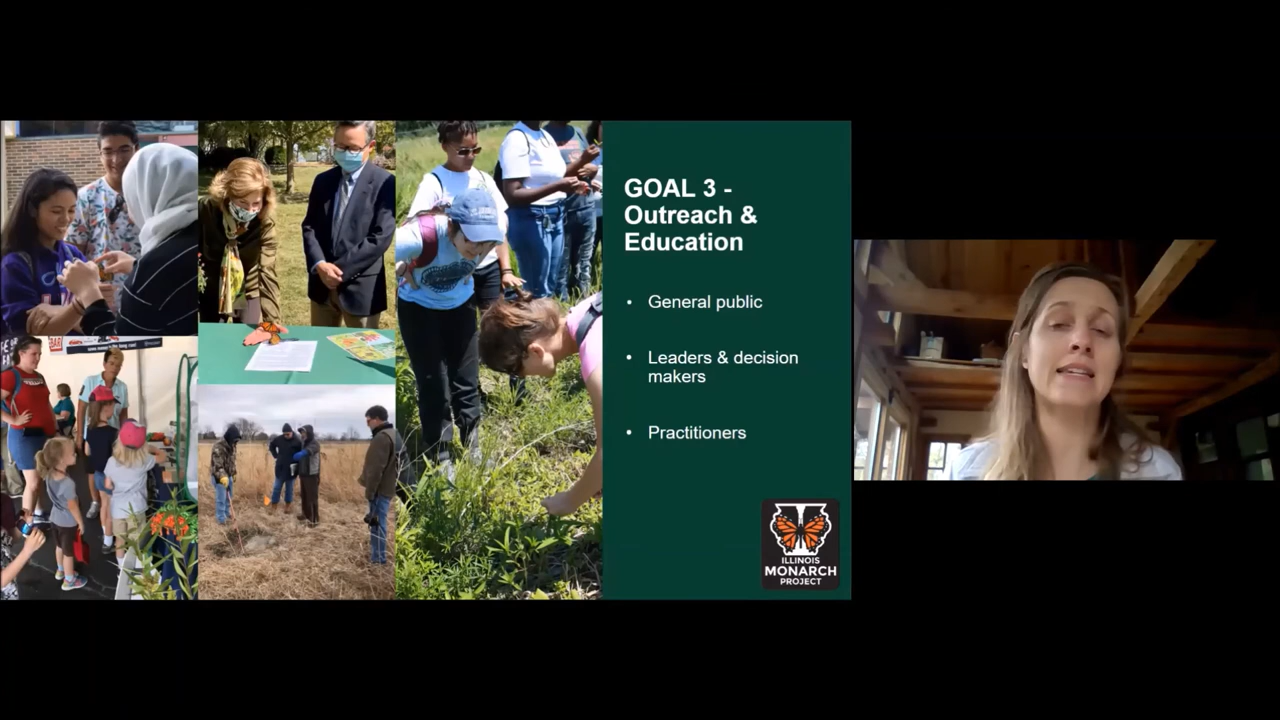 GOAL 3 -
Outreach &
Education
• General public
• Leaders & decision
makers
• Practitioners
ILLINOIS
MONARCH
PROJECT